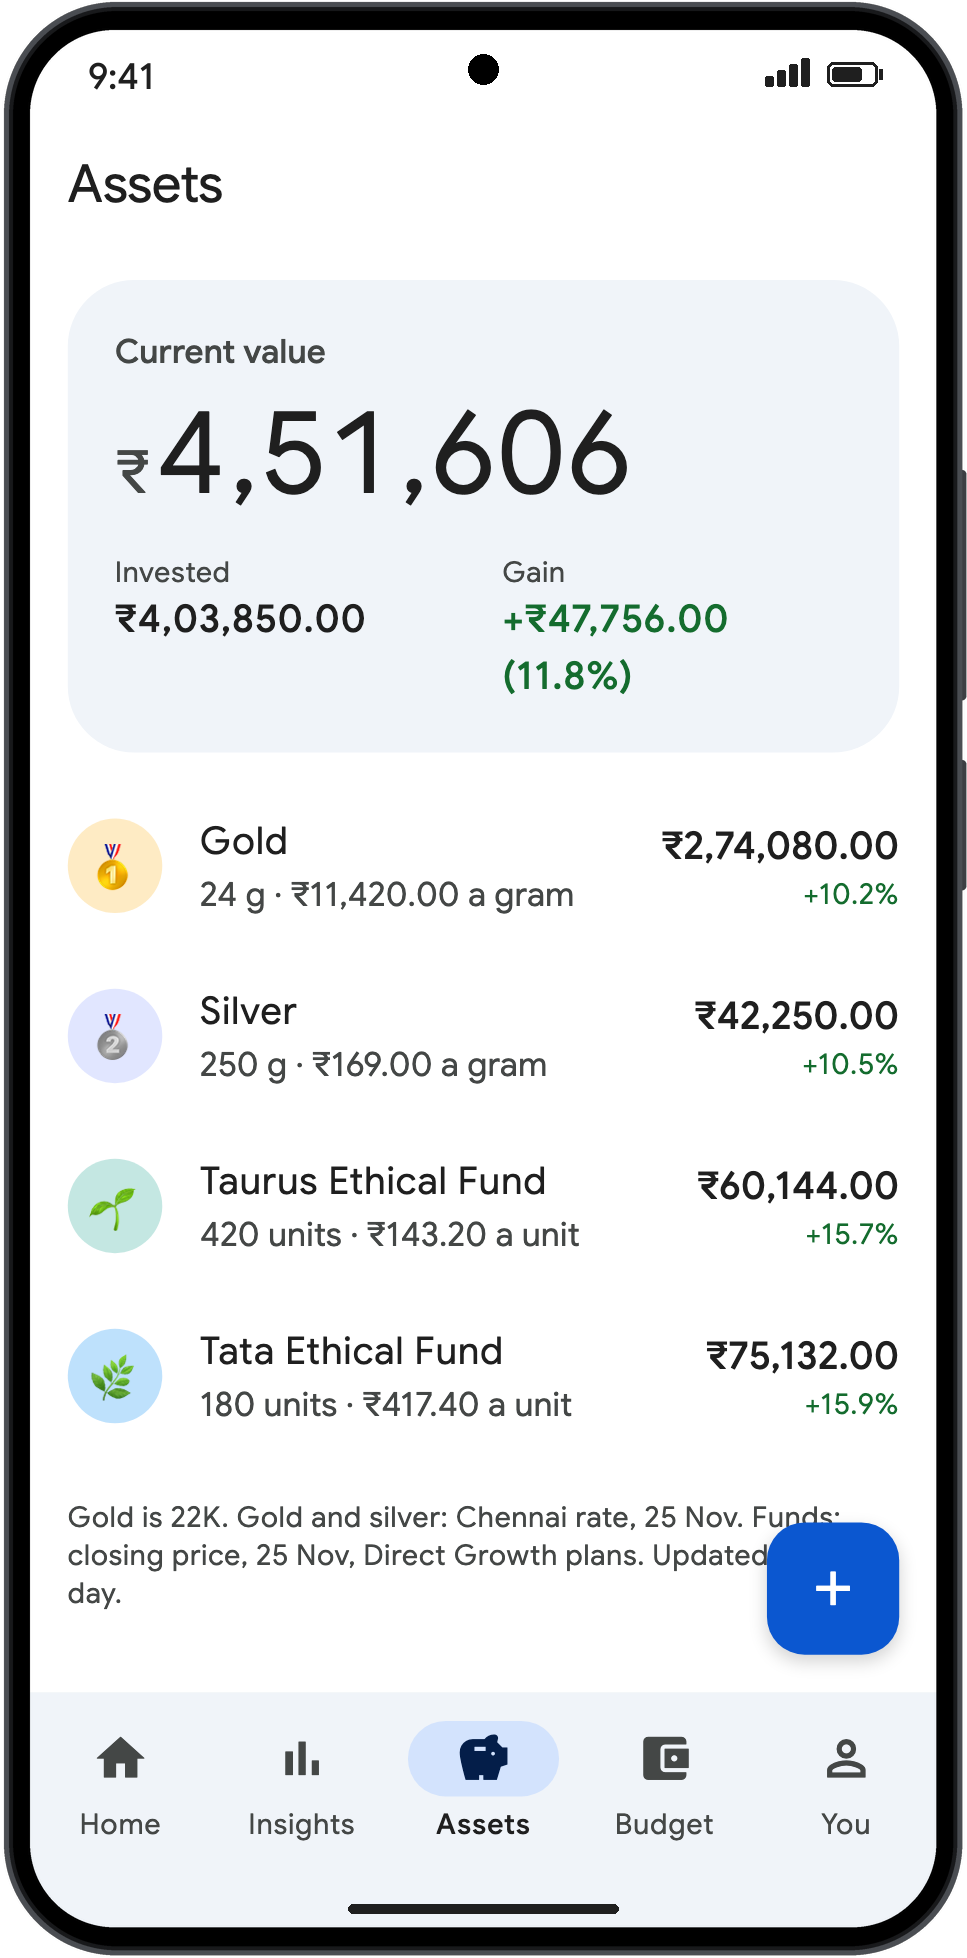 9:41
Assets
Current value
₹4,51,606
Invested
₹4,03,850.00
Gain
+₹47,756.00
(11.8%)
Gold
24 g · ₹11,420.00 a gram
₹2,74,080.00
+10.2%
Silver
250 g · ₹169.00 a gram
₹42,250.00
+10.5%
Taurus Ethical Fund
420 units · ₹143.20 a unit
₹60,144.00
+15.7%
Tata Ethical Fund
180 units · ₹417.40 a unit
₹75,132.00
+15.9%
Gold is 22K. Gold and silver: Chennai rate, 25 Nov. Funds:
closing price, 25 Nov, Direct Growth plans. Updated
day.
Home
Insights
Assets
Budget
You